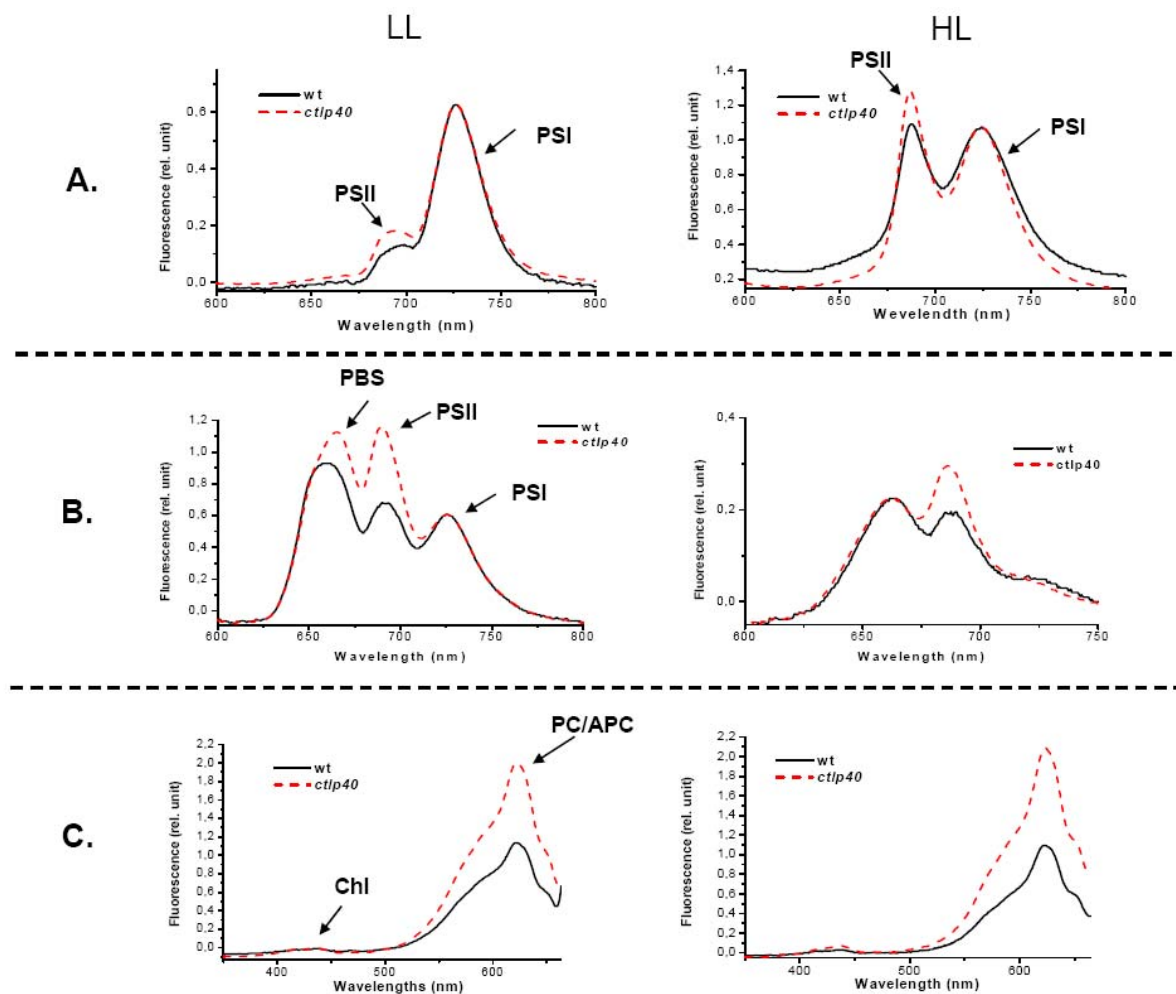 LL
HL
A.
wt
ctlp40
PSII
PSI
Fluorescence (rel. unit)
0,6
0,4
0,2
0,0
600
650
700
750
800
Wavelength (nm)
PSII
wt
ctlp40
PSI
Fluorescence (rel. unit)
1,4
1,2
1,0
0,8
0,6
0,4
0,2
600
650
700
750
800
Wevelendth (nm)
B.
PBS
PSII
PSI
wt
ctlp40
Fluorescence (rel. unit)
1,2
1,0
0,8
0,6
0,4
0,2
0,0
600
650
700
750
800
Wavelength (nm)
wt
ctlp40
Fluorescence (rel. unit)
0,4
0,2
0,0
600
650
700
750
Wavelength (nm)
C.
PC/APC
wt
ctlp40
Chl
Fluorescence (rel. unit)
2,2
2,0
1,8
1,6
1,4
1,2
1,0
0,8
0,6
0,4
0,2
0,0
400
500
600
Wavelengths (nm)
wt
ctlp40
Fluorescence (rel. unit)
2,2
2,0
1,8
1,6
1,4
1,2
1,0
0,8
0,6
0,4
0,2
0,0
400
500
600
Wavelength (nm)